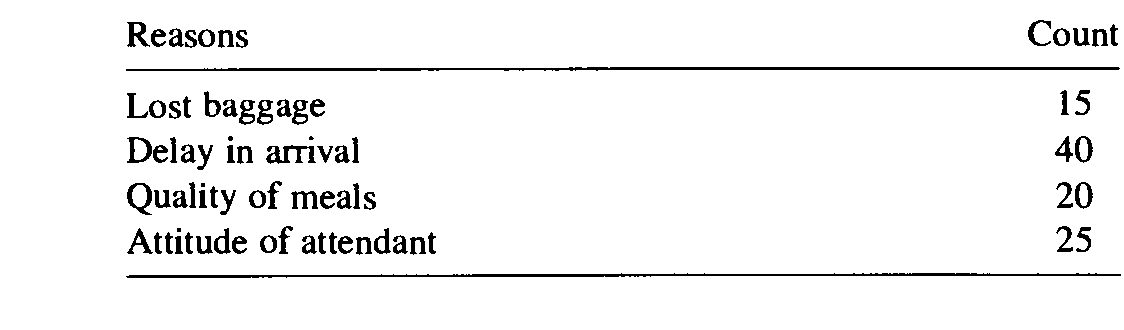 Reasons Count
Lost baggage 15
Delay in arrival 40
Quality of meals 20
Attitude of attendant 25